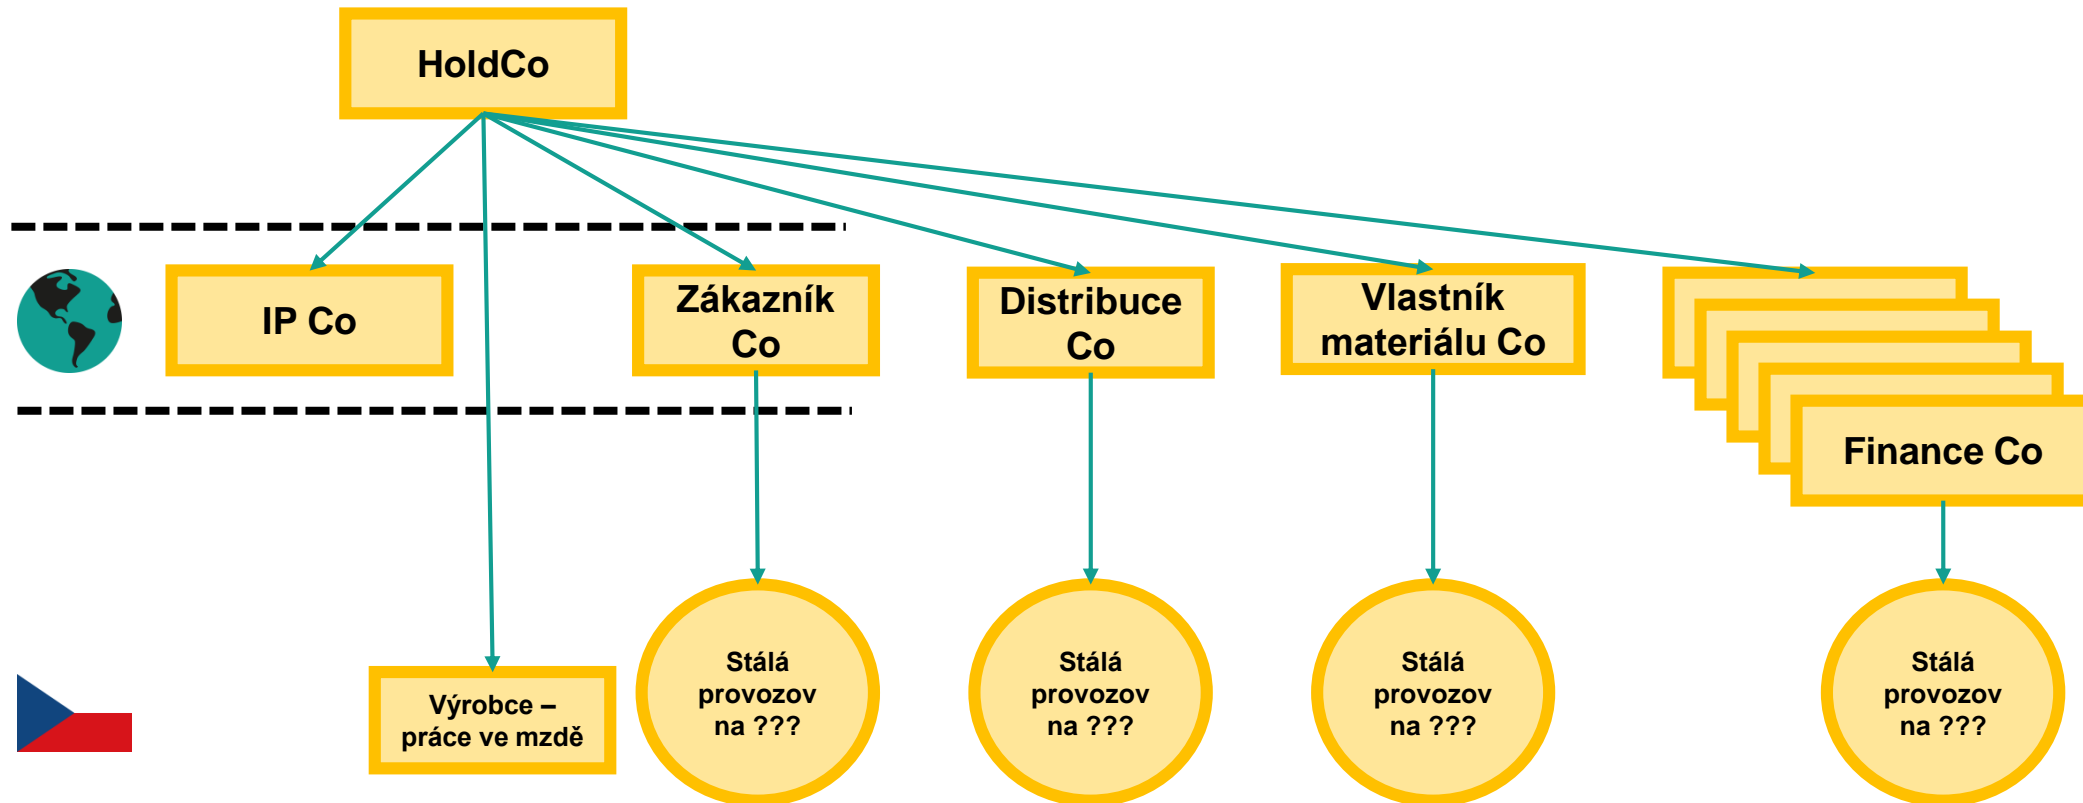 HoldCo
IP Co
Zákazník
Co
Distribuce
Co
Vlastník
materiálu Co
Finance Co
Výrobce –
práce ve mzdě
Stálá
provozov
na ???
Stálá
provozov
na ???
Stálá
provozov
na ???
Stálá
provozov
na ???